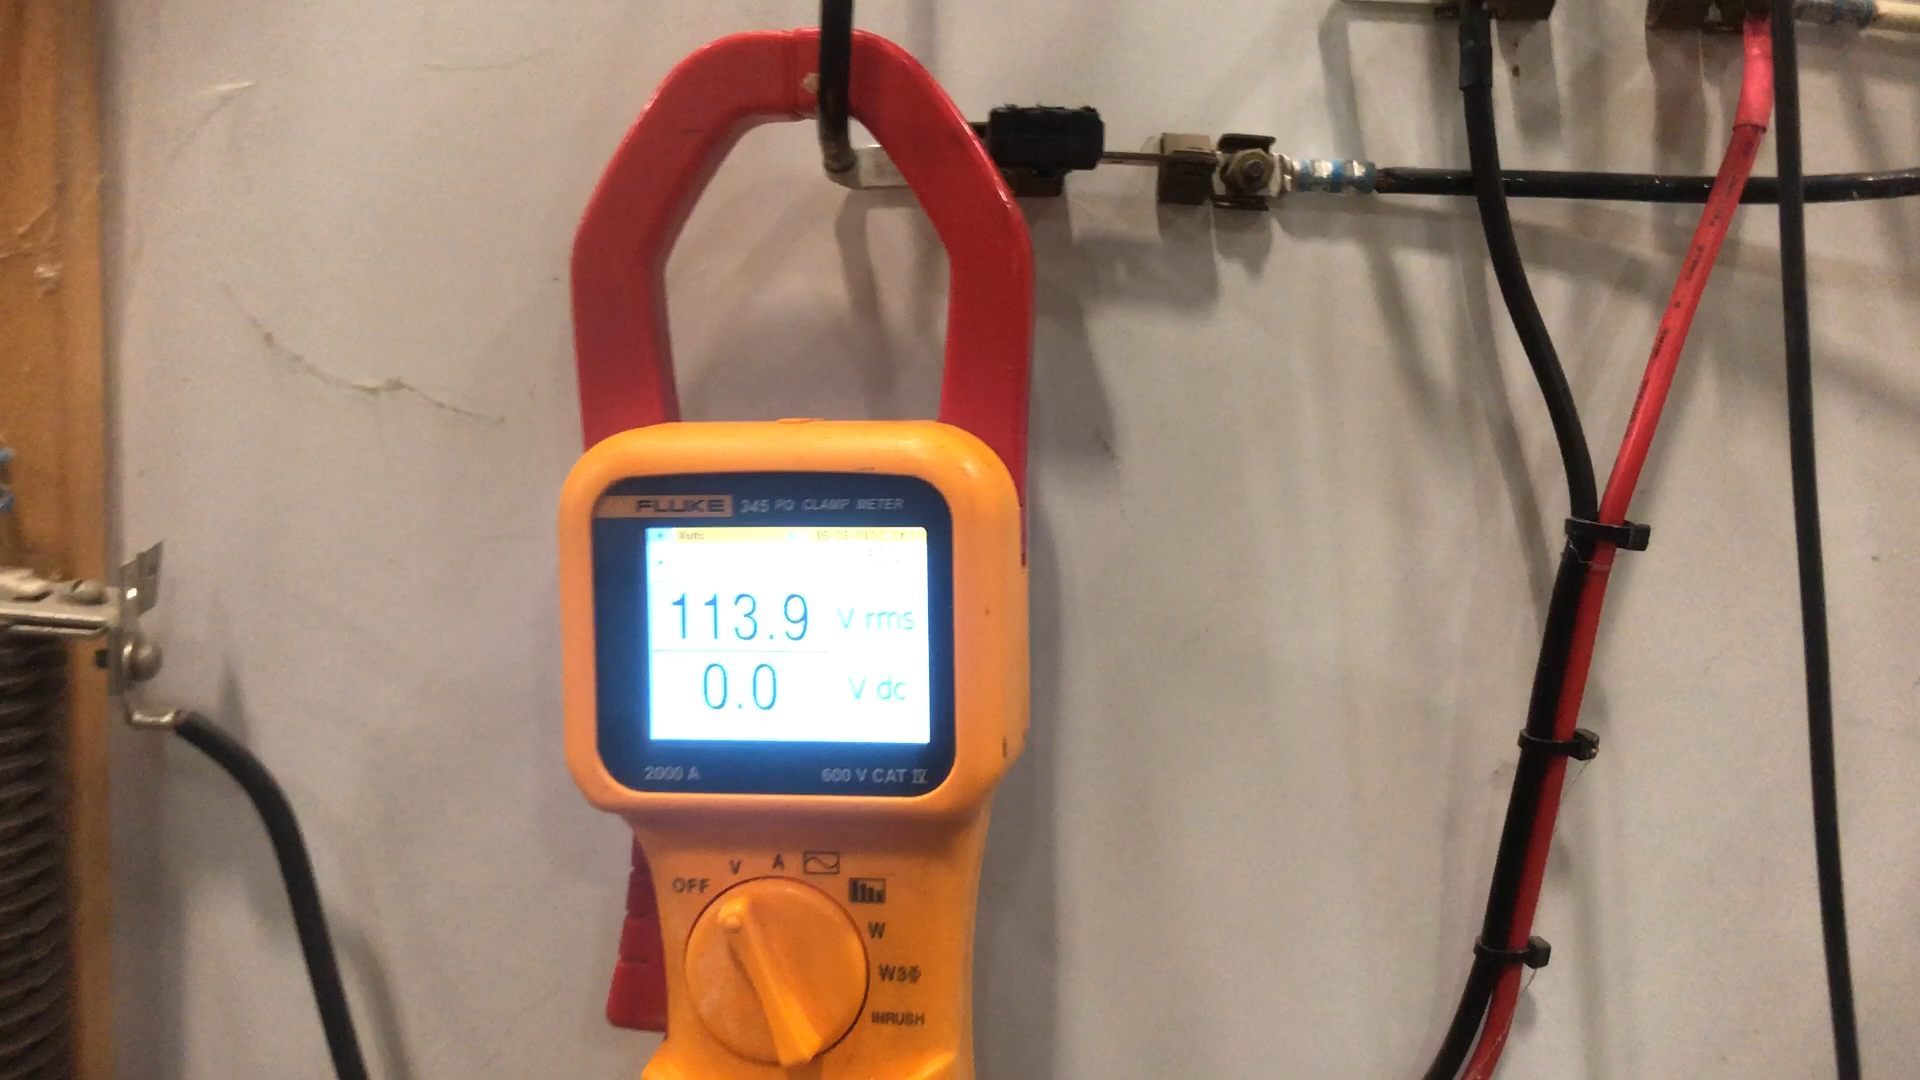 FLUKE 345 PQ CLAMP METER
113.9 V rms
0.0 V dc
2000 A 600 V CAT IV
OFF V A
W
W3Φ
INRUSH